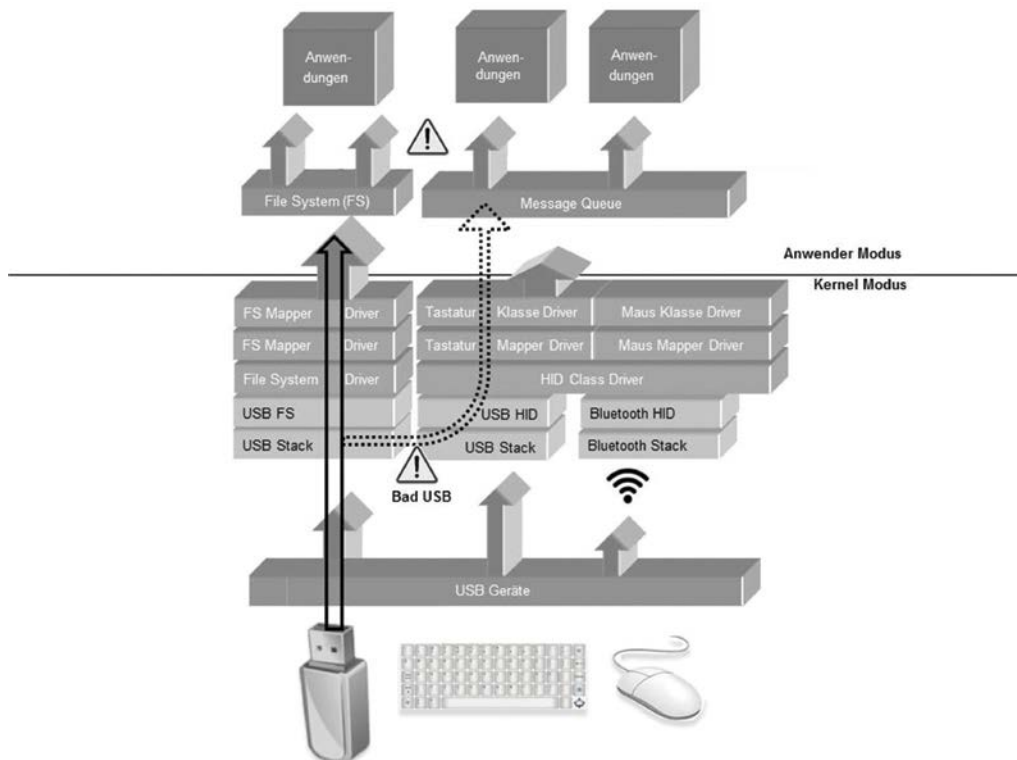 Anwen-
dungen
Anwen-
dungen
Anwen-
dungen
File System (FS)
Message Queue
Anwender Modus
Kernel Modus
FS Mapper Driver
Tastatur Klasse Driver
Maus Klasse Driver
FS Mapper Driver
Tastatur Mapper Driver
Maus Mapper Driver
File System Driver
HID Class Driver
USB FS
USB HID
Bluetooth HID
USB Stack
USB Stack
Bluetooth Stack
Bad USB
USB Geräte